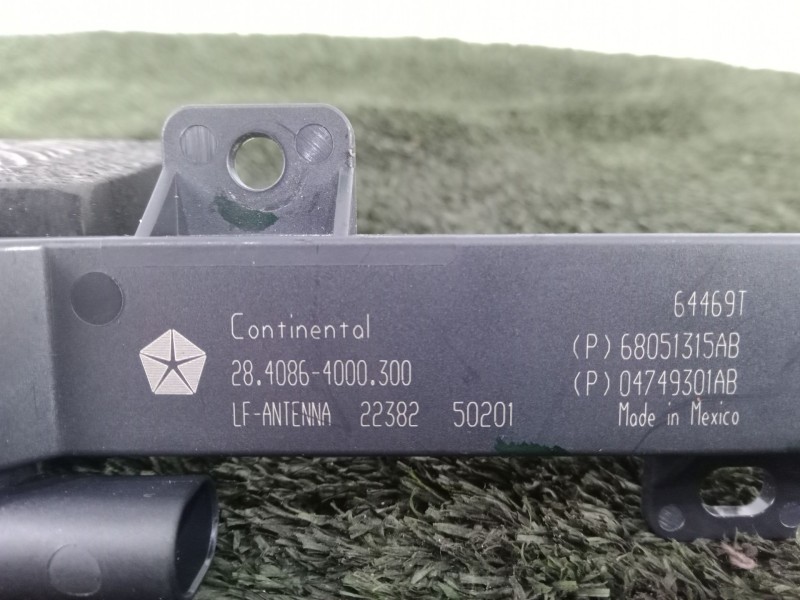 Continental
28.4086-4000.300
LF-ANTENNA 22382 50201
64469T
(P) 68051315AB
(P) 04749301AB
Made in Mexico